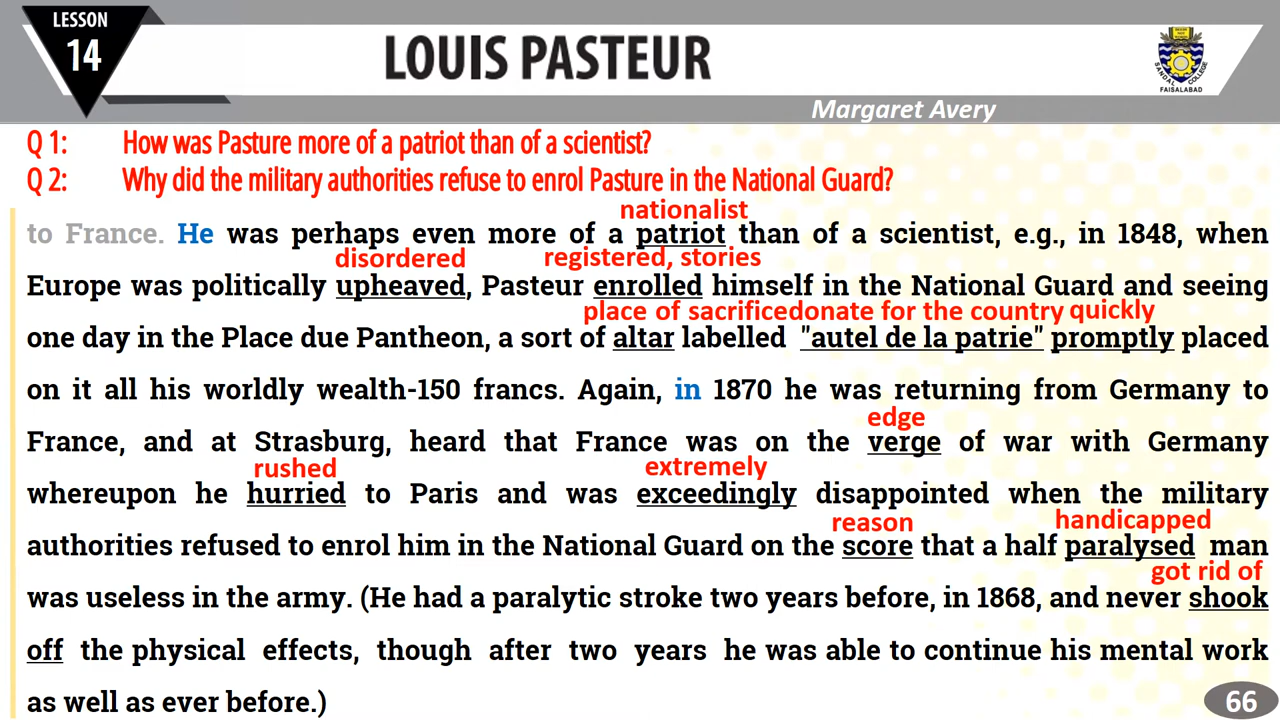 LESSON
14
LOUIS PASTEUR
SANDAL COLLEGE
FAISALABAD
Margaret Avery
Q 1: How was Pasture more of a patriot than of a scientist?
Q 2: Why did the military authorities refuse to enrol Pasture in the National Guard?
nationalist
to France. He was perhaps even more of a patriot than of a scientist, e.g., in 1848, when
disordered registered, stories
Europe was politically upheaved, Pasteur enrolled himself in the National Guard and seeing
place of sacrificedonate for the country quickly
one day in the Place due Pantheon, a sort of altar labelled "autel de la patrie" promptly placed
on it all his worldly wealth-150 francs. Again, in 1870 he was returning from Germany to
edge
France, and at Strasburg, heard that France was on the verge of war with Germany
rushed extremely
whereupon he hurried to Paris and was exceedingly disappointed when the military
reason handicapped
authorities refused to enrol him in the National Guard on the score that a half paralysed man
got rid of
was useless in the army. (He had a paralytic stroke two years before, in 1868, and never shook
off the physical effects, though after two years he was able to continue his mental work
as well as ever before.)
66